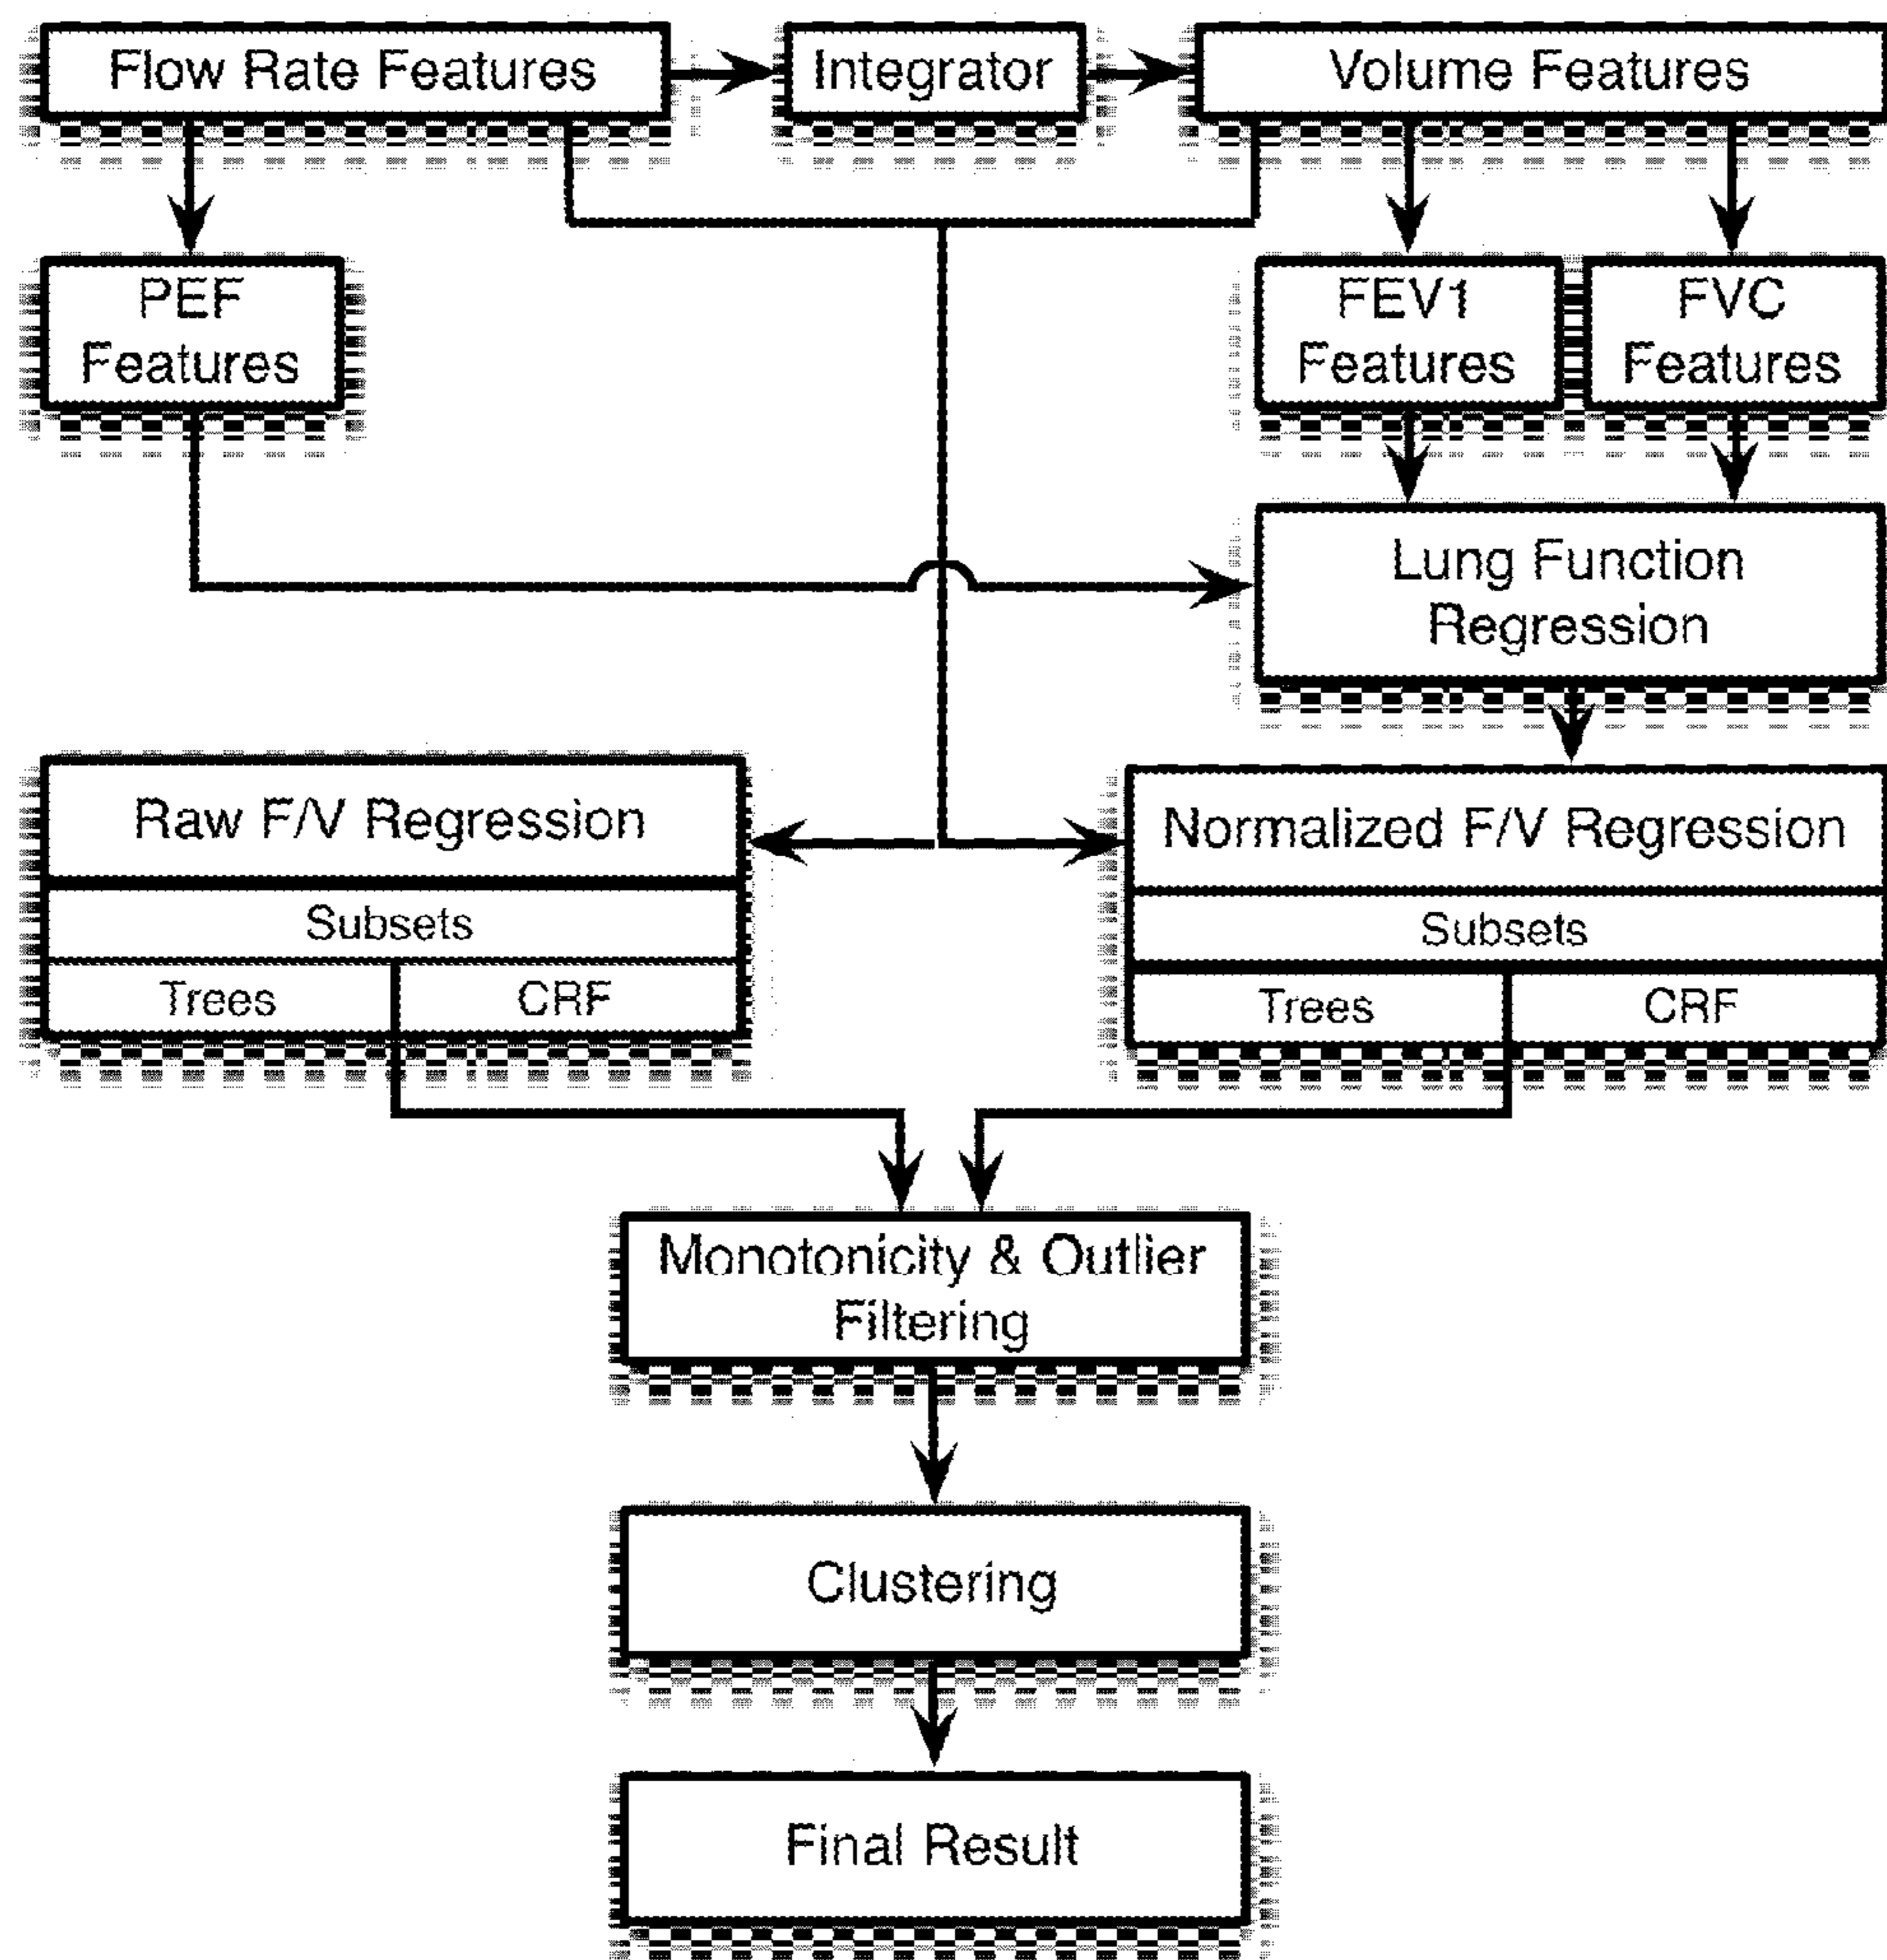 Flow Rate Features
Integrator
Volume Features
PEF
Features
FEV1
Features
FVC
Features
Lung Function
Regression
Raw F/V Regression
Subsets
Trees
CRF
Normalized F/V Regression
Subsets
Trees
CRF
Monotonicity & Outlier
Filtering
Clustering
Final Result